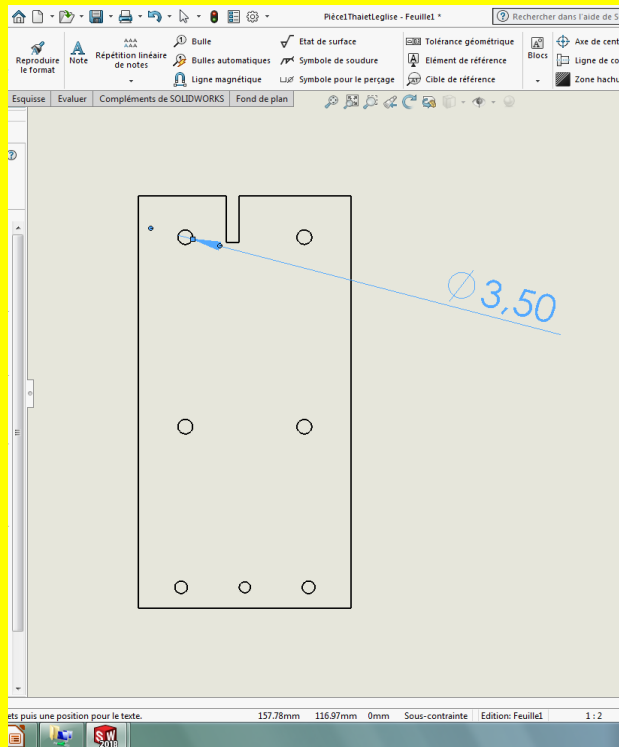 Pièce1ThaietLeglise - Feuille1 *
Rechercher dans l'aide de S
Reproduire le format
Note
Répétition linéaire de notes
Bulle
Bulles automatiques
Ligne magnétique
Etat de surface
Symbole de soudure
Symbole pour le perçage
Tolérance géométrique
Elément de référence
Cible de référence
Blocs
Axe de cent
Ligne de co
Zone hachu
Esquisse
Evaluer
Compléments de SOLIDWORKS
Fond de plan
∅3,50
ets puis une position pour le texte.
157.78mm
116.97mm
0mm
Sous-contrainte
Edition: Feuille1
1 : 2
SW
2018